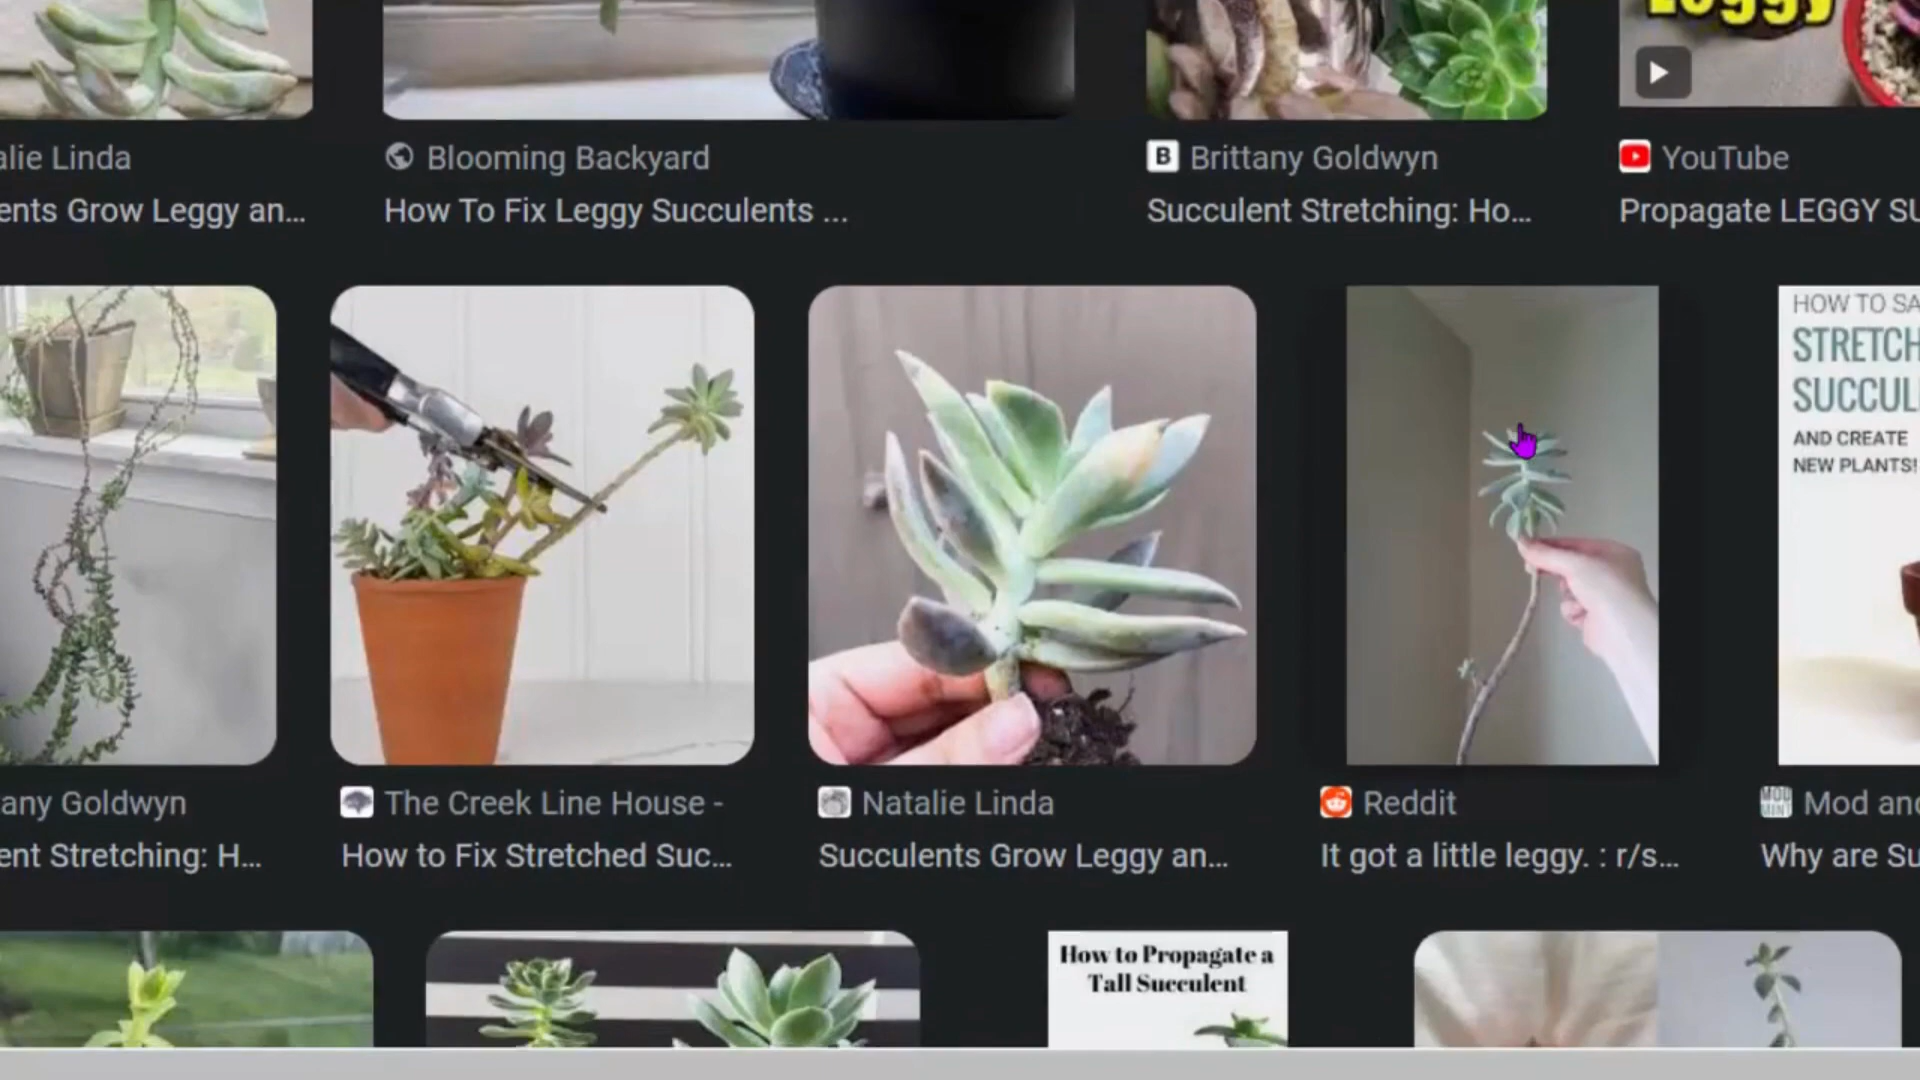 Leggy
alie Linda
ents Grow Leggy an...
Blooming Backyard
How To Fix Leggy Succulents ...
B Brittany Goldwyn
Succulent Stretching: Ho...
YouTube
Propagate LEGGY SU
any Goldwyn
ent Stretching: H...
The Creek Line House -
How to Fix Stretched Suc...
Natalie Linda
Succulents Grow Leggy an...
Reddit
It got a little leggy. : r/s...
HOW TO SA
STRETCH
SUCCUL
AND CREATE
NEW PLANTS!
MOD
MINT
Mod and
Why are Su
How to Propagate a
Tall Succulent